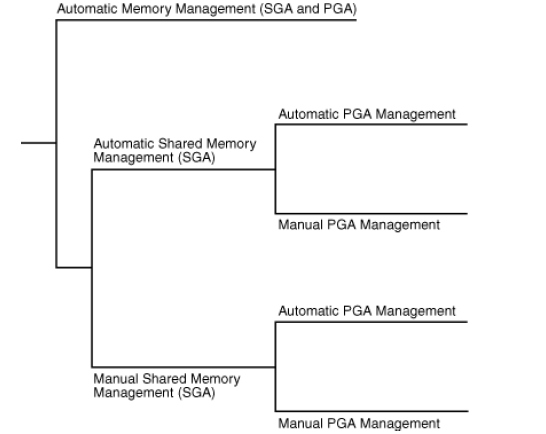 Automatic Memory Management (SGA and PGA)
Automatic PGA Management
Automatic Shared Memory
Management (SGA)
Manual PGA Management
Automatic PGA Management
Manual Shared Memory
Management (SGA)
Manual PGA Management